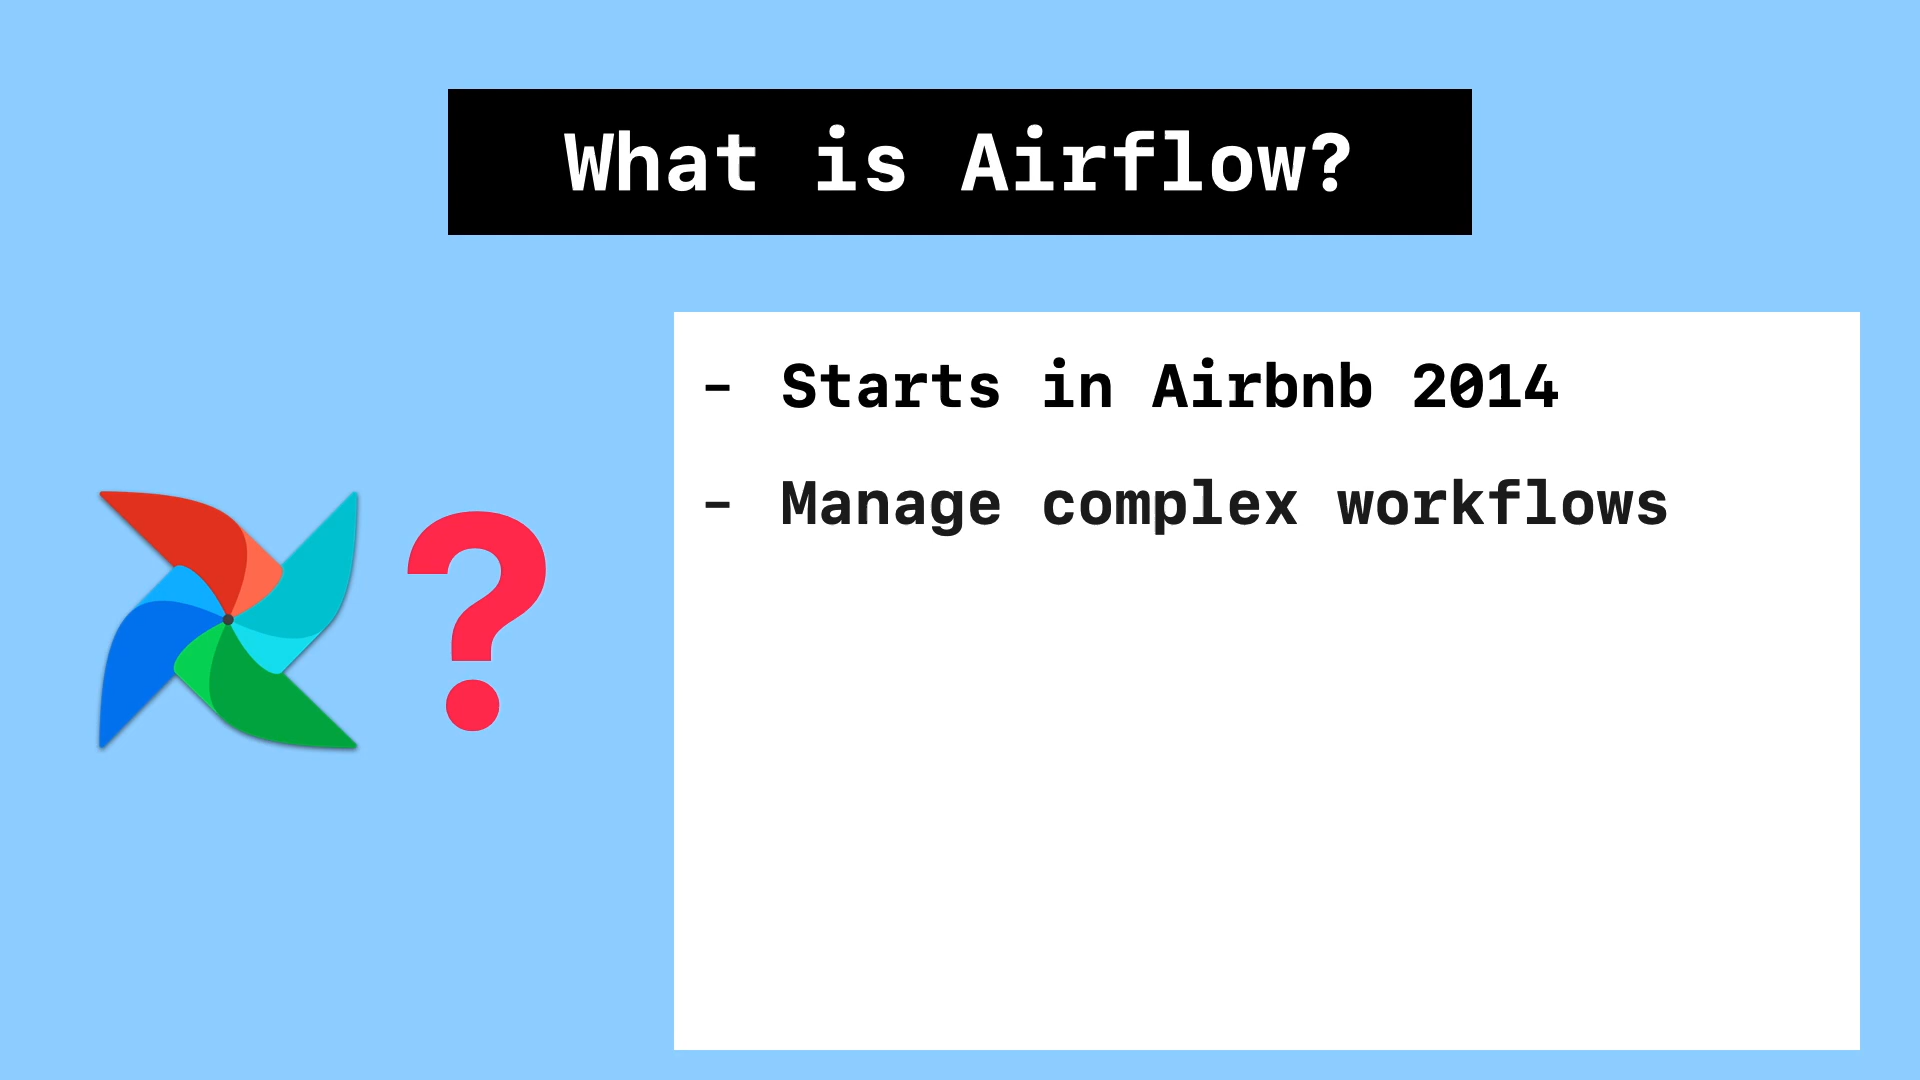 What is Airflow?
- Starts in Airbnb 2014
- Manage complex workflows
?